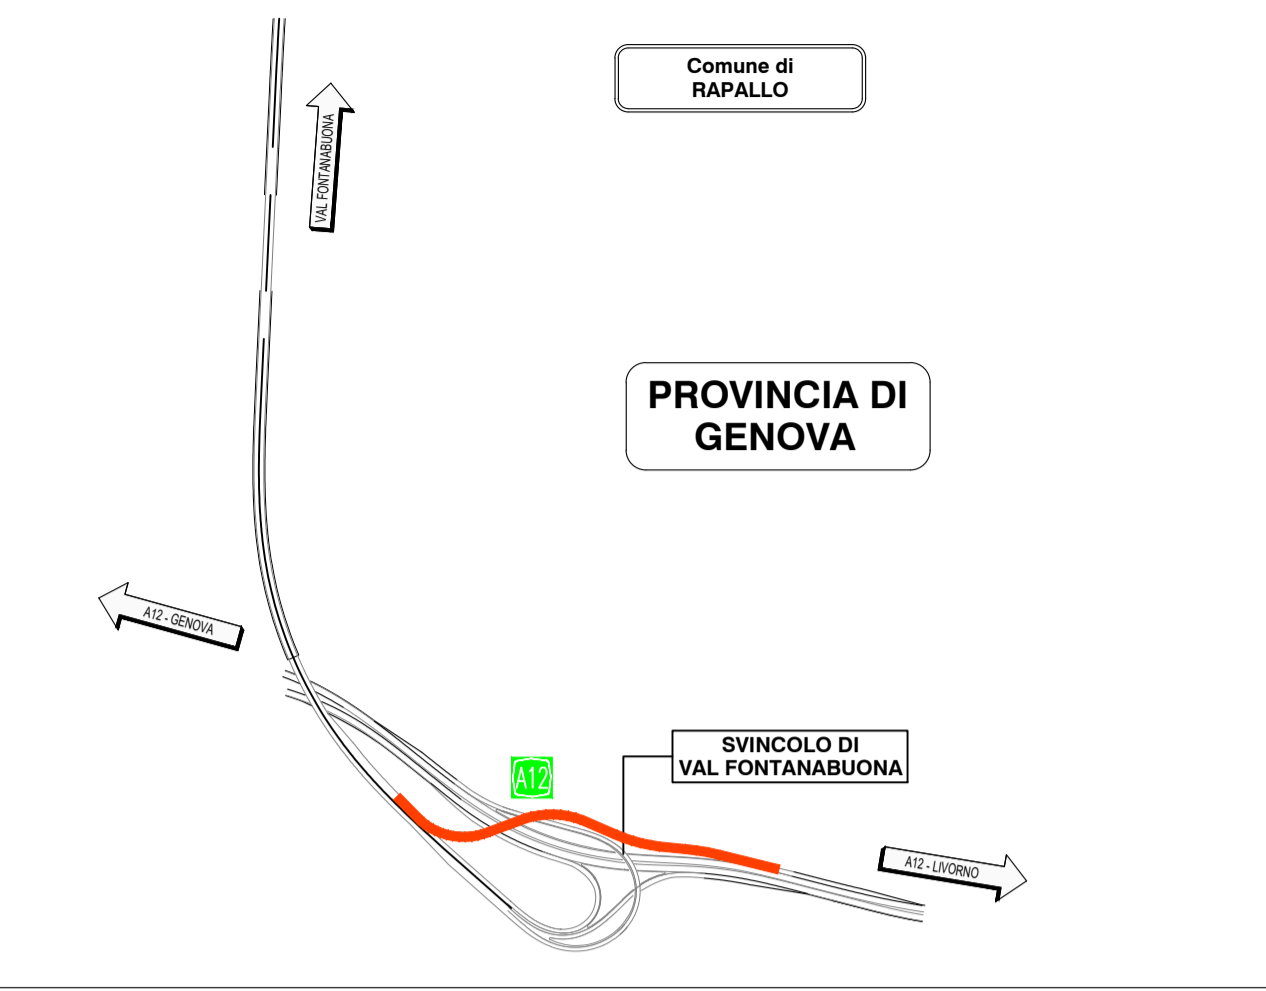 Comune di
RAPALLO
VAL FONTANABUONA
PROVINCIA DI
GENOVA
A12 - GENOVA
SVINCOLO DI
VAL FONTANABUONA
A12
A12 - LIVORNO